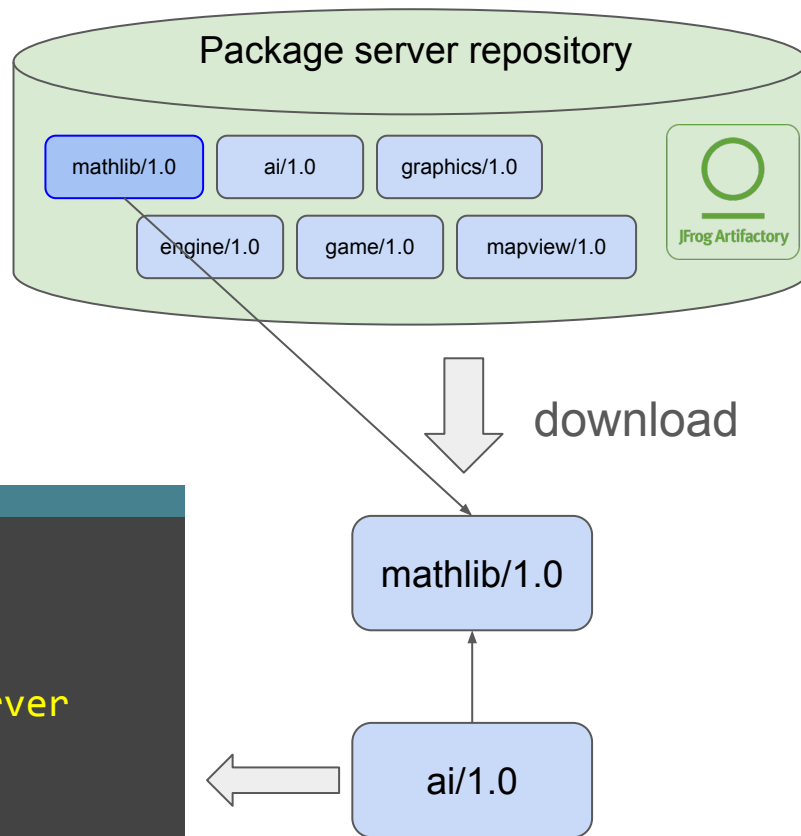 Package server repository
mathlib/1.0
ai/1.0
graphics/1.0
engine/1.0
game/1.0
mapview/1.0
JFrog Artifactory
download
mathlib/1.0
rver
ai/1.0